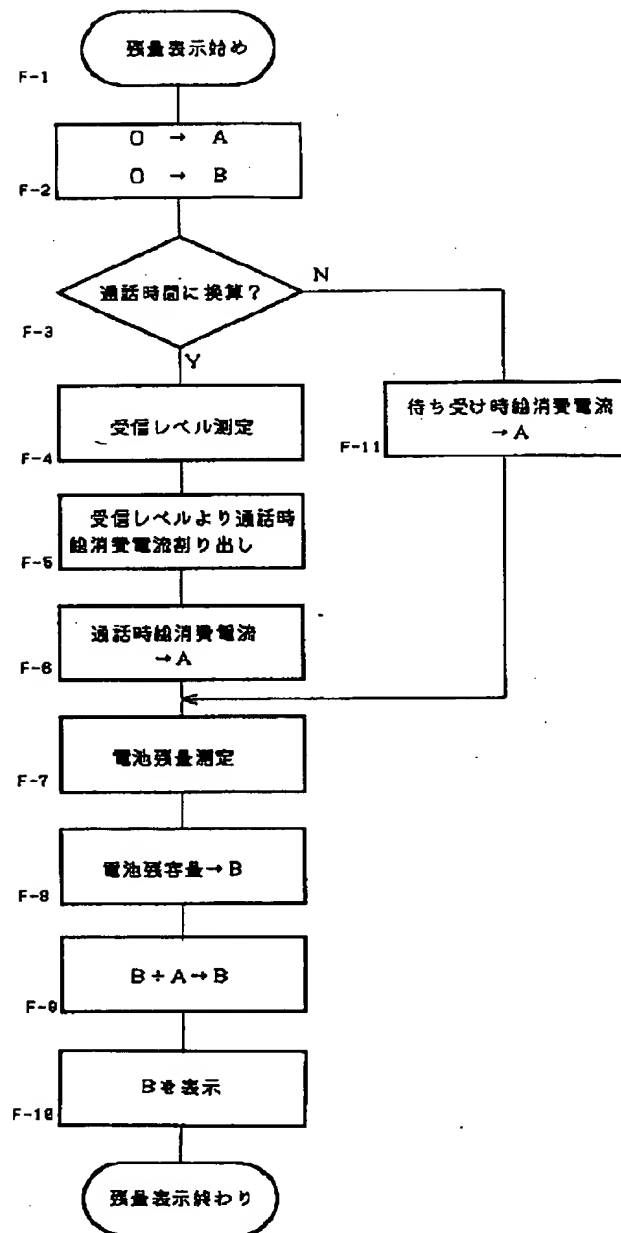 残量表示始め
F-1
0 → A
0 → B
F-2
通話時間に換算？
N
F-3
Y
受信レベル測定
F-4
待ち受け時総消費電流
→A
F-11
受信レベルより通話時
総消費電流割り出し
F-5
通話時総消費電流
→A
F-6
電池残量測定
F-7
電池残容量→B
F-8
B÷A→B
F-9
Bを表示
F-10
残量表示終わり